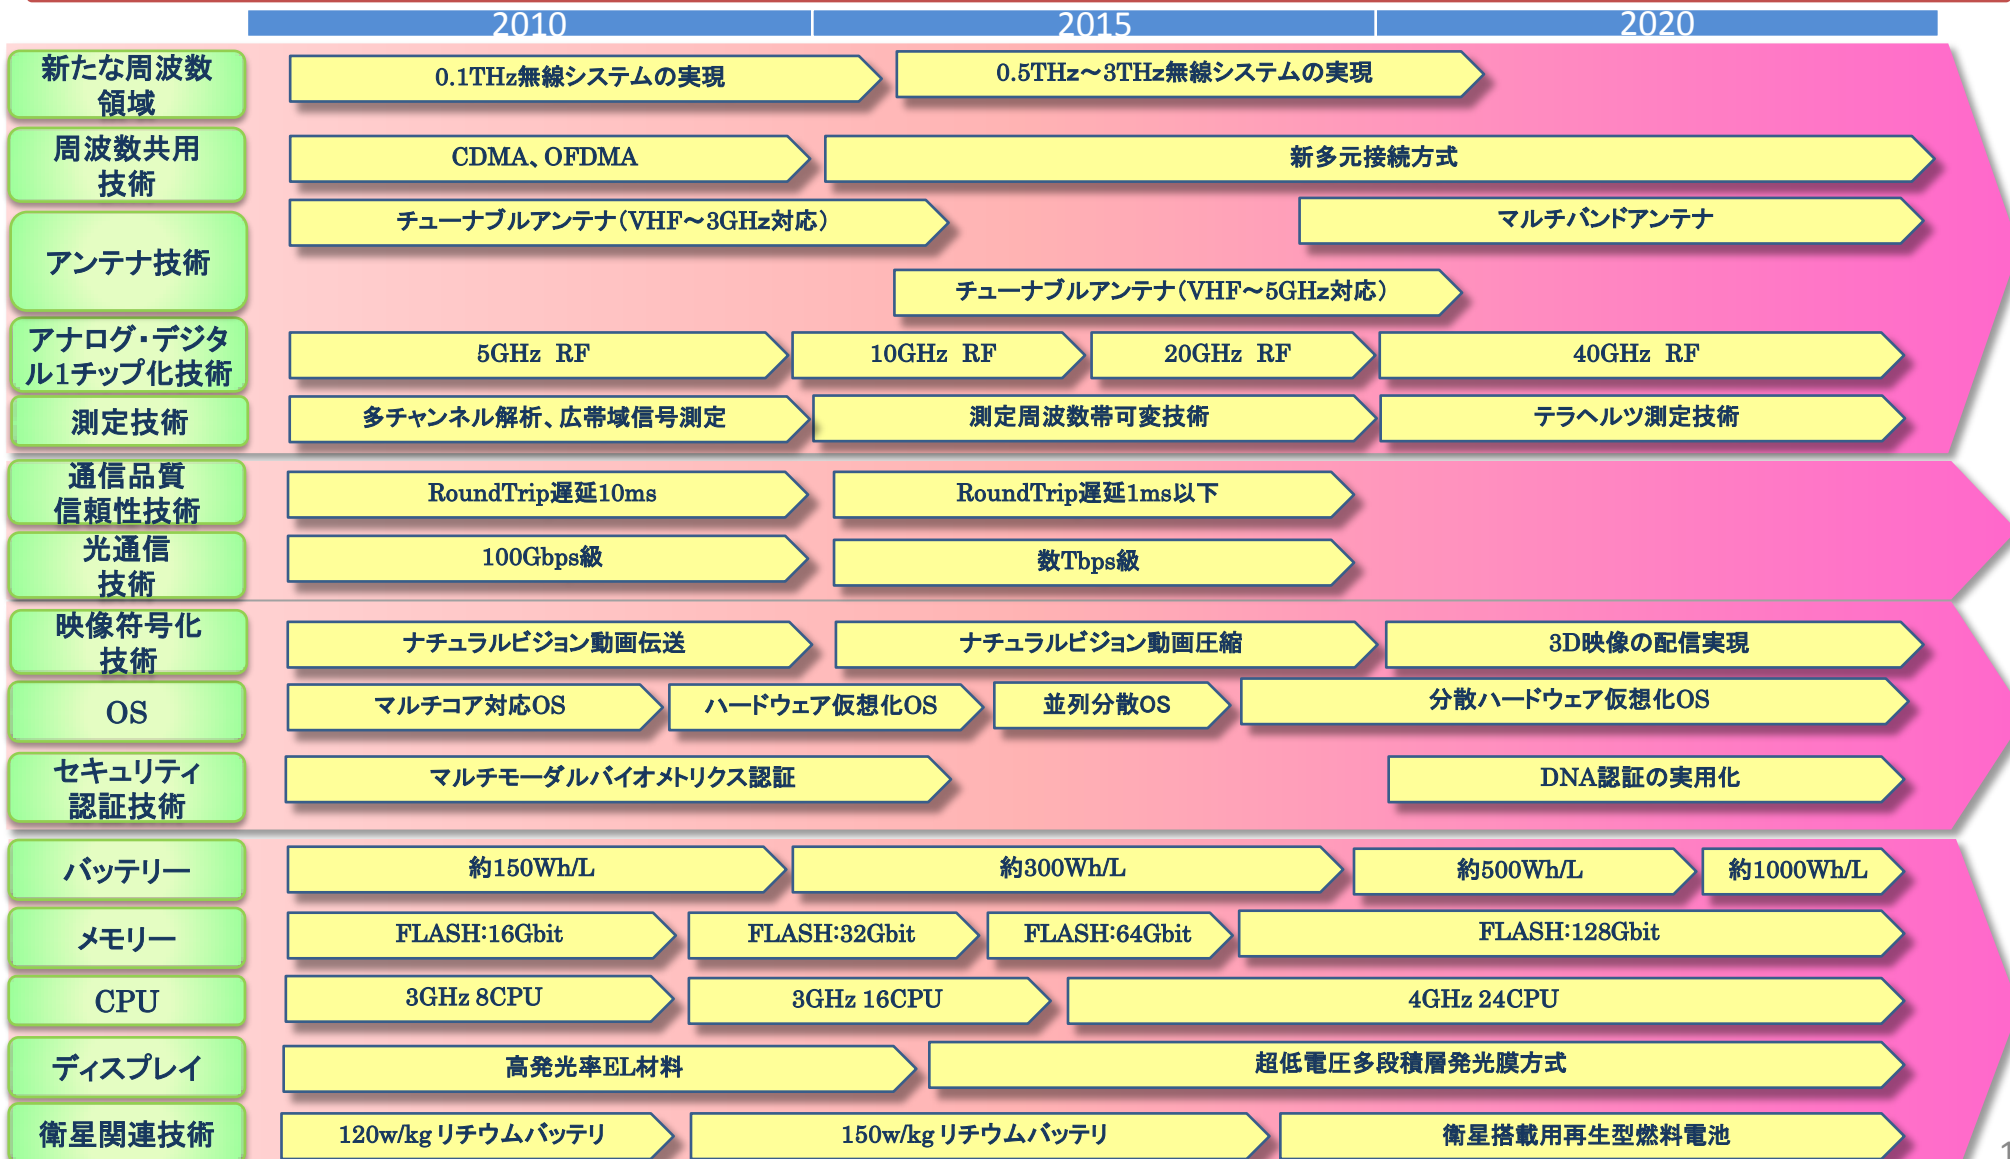 2010 2015 2020
新たな周波数
領域
0.1THz無線システムの実現 0.5THz～3THz無線システムの実現
周波数共用
技術
CDMA、OFDMA 新多元接続方式
アンテナ技術
チューナブルアンテナ（VHF～3GHz対応） マルチバンドアンテナ
チューナブルアンテナ（VHF～5GHz対応）
アナログ・デジタ
ル1チップ化技術
5GHz RF 10GHz RF 20GHz RF 40GHz RF
測定技術
多チャンネル解析、広帯域信号測定 測定周波数帯可変技術 テラヘルツ測定技術
通信品質
信頼性技術
RoundTrip遅延10ms RoundTrip遅延1ms以下
光通信
技術
100Gbps級 数Tbps級
映像符号化
技術
ナチュラルビジョン動画伝送 ナチュラルビジョン動画圧縮 3D映像の配信実現
OS
マルチコア対応OS ハードウェア仮想化OS 並列分散OS 分散ハードウェア仮想化OS
セキュリティ
認証技術
マルチモーダルバイオメトリクス認証 DNA認証の実用化
バッテリー
約150Wh/L 約300Wh/L 約500Wh/L 約1000Wh/L
メモリー
FLASH:16Gbit FLASH:32Gbit FLASH:64Gbit FLASH:128Gbit
CPU
3GHz 8CPU 3GHz 16CPU 4GHz 24CPU
ディスプレイ
高発光率EL材料 超低電圧多段積層発光膜方式
衛星関連技術
120w/kg リチウムバッテリ 150w/kg リチウムバッテリ 衛星搭載用再生型燃料電池